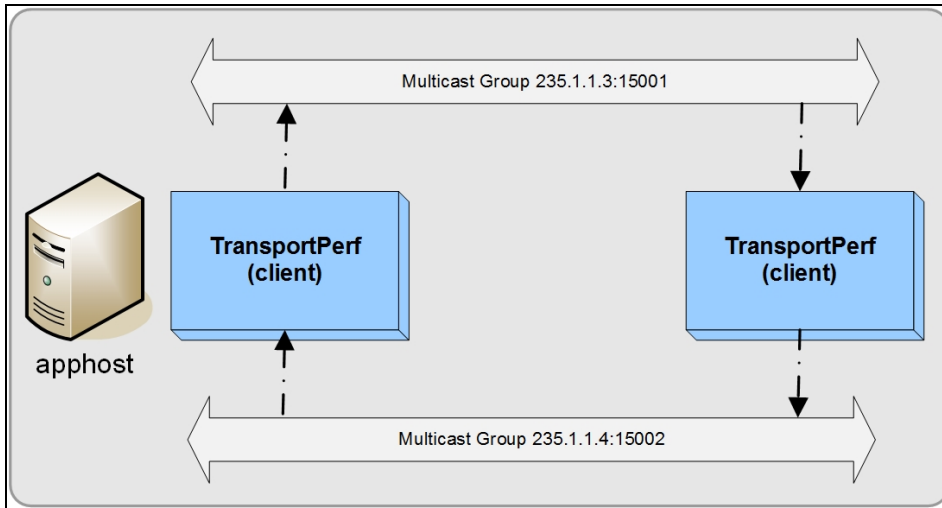 Multicast Group 235.1.1.3:15001
TransportPerf
(client)
TransportPerf
(client)
apphost
Multicast Group 235.1.1.4:15002